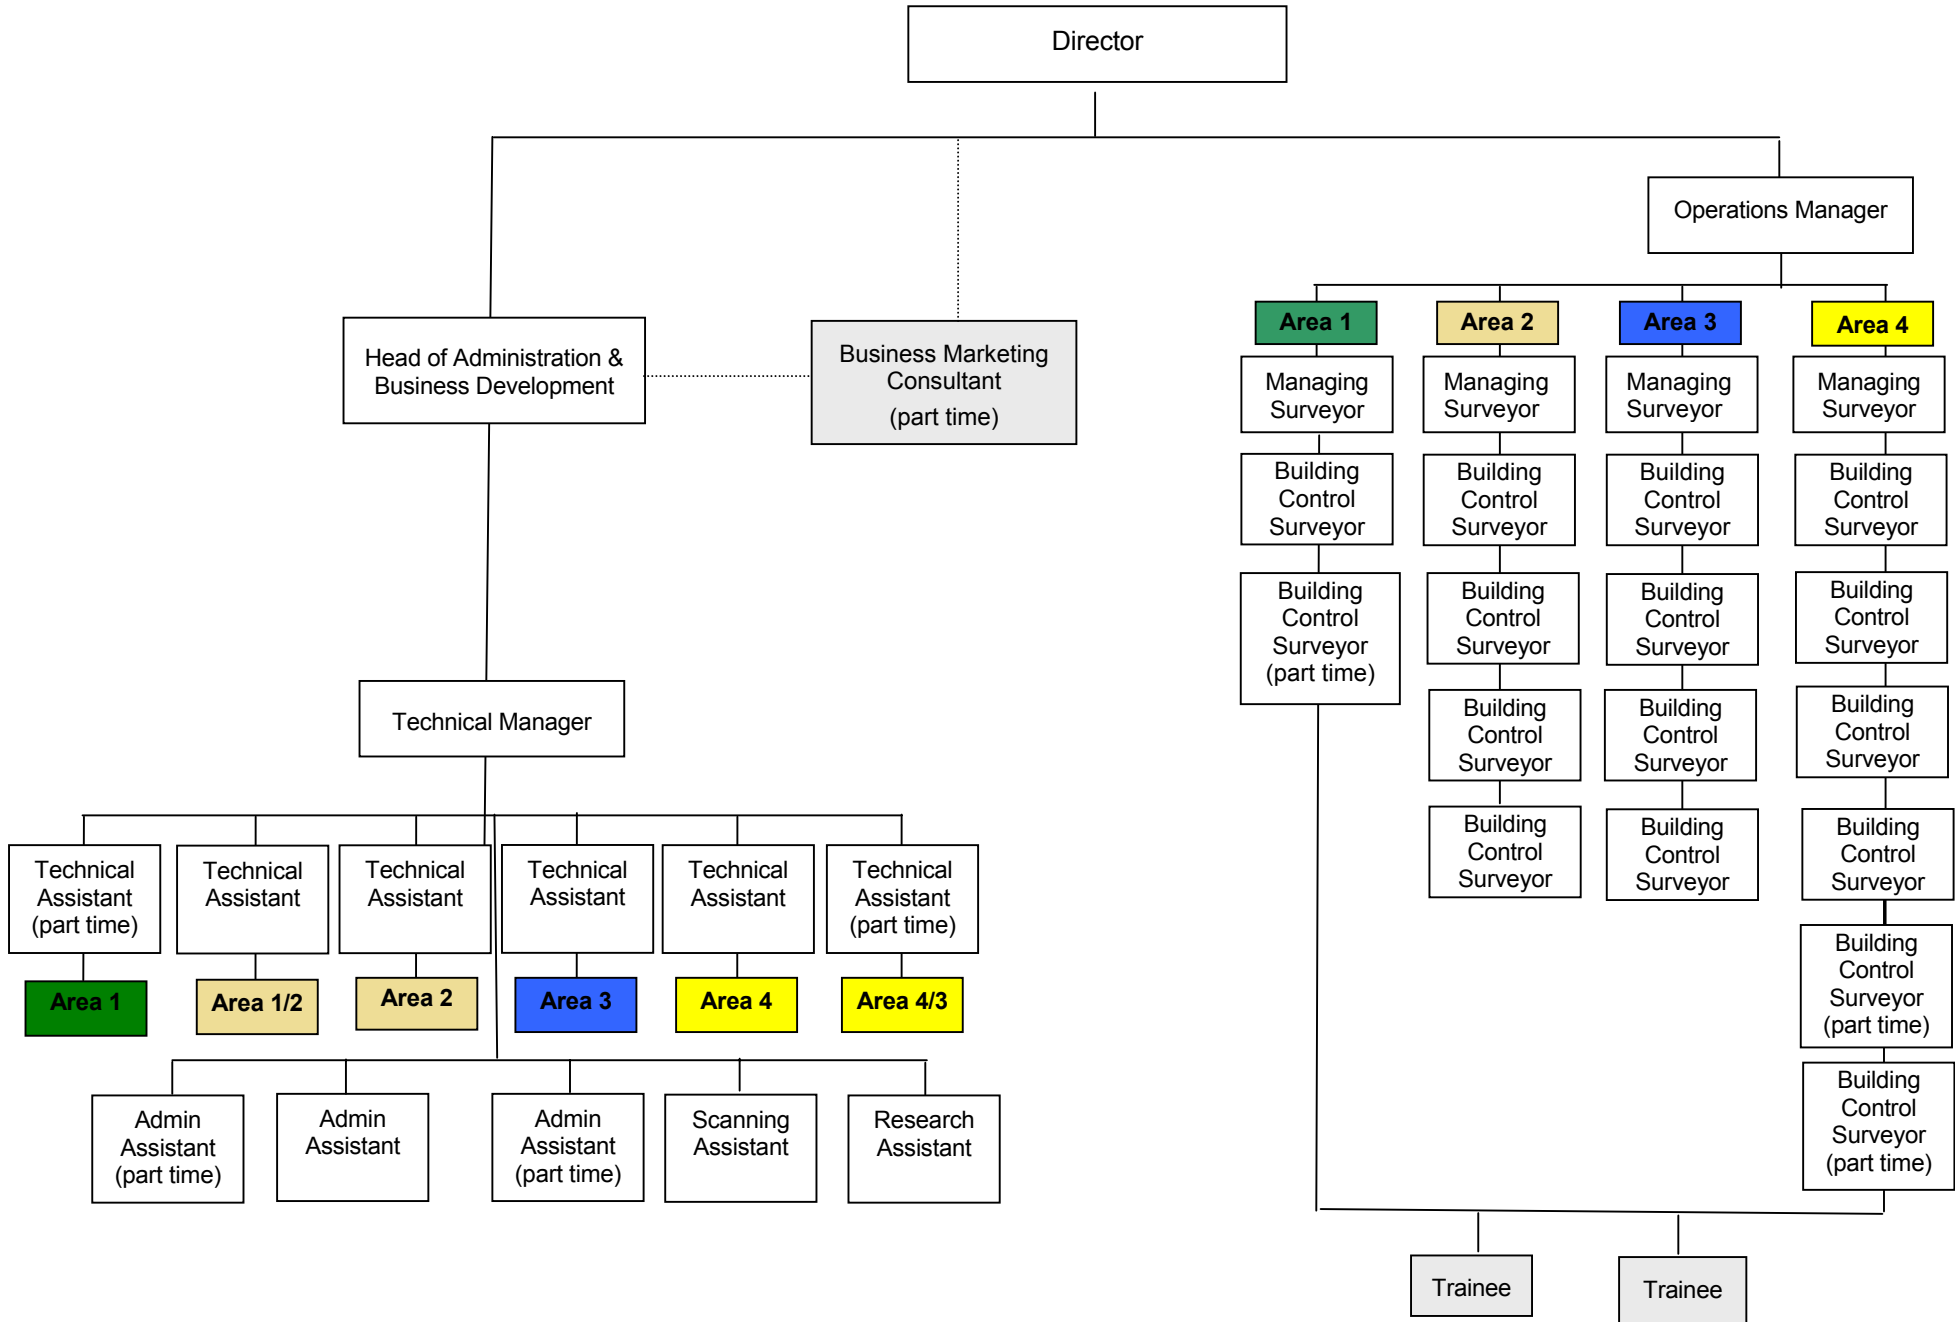 Director
Operations Manager
Head of Administration &
Business Development
Business Marketing
Consultant
(part time)
Technical Manager
Technical
Assistant
(part time)
Technical
Assistant
Technical
Assistant
Technical
Assistant
Technical
Assistant
Technical
Assistant
(part time)
Area 1
Area 1/2
Area 2
Area 3
Area 4
Area 4/3
Admin
Assistant
(part time)
Admin
Assistant
Admin
Assistant
(part time)
Scanning
Assistant
Research
Assistant
Area 1
Managing
Surveyor
Building
Control
Surveyor
Building
Control
Surveyor
(part time)
Area 2
Managing
Surveyor
Building
Control
Surveyor
Building
Control
Surveyor
Building
Control
Surveyor
Building
Control
Surveyor
Area 3
Managing
Surveyor
Building
Control
Surveyor
Building
Control
Surveyor
Building
Control
Surveyor
Building
Control
Surveyor
Area 4
Managing
Surveyor
Building
Control
Surveyor
Building
Control
Surveyor
Building
Control
Surveyor
Building
Control
Surveyor
Building
Control
Surveyor
(part time)
Building
Control
Surveyor
(part time)
Trainee
Trainee